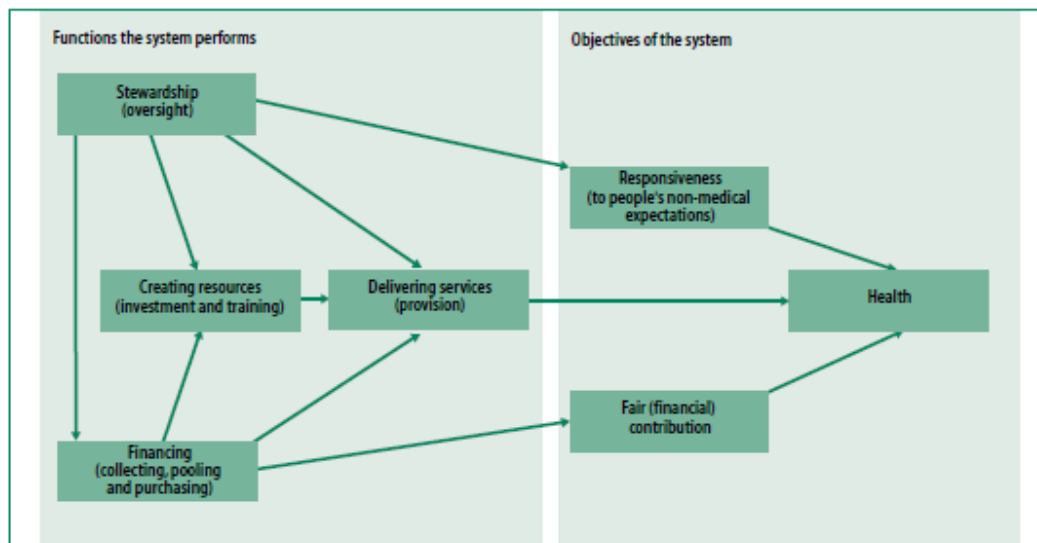 Functions the system performs
Objectives of the system
Stewardship
(oversight)
Responsiveness
(to people's non-medical
expectations)
Creating resources
(investment and training)
Delivering services
(provision)
Health
Fair (financial)
contribution
Financing
(collecting, pooling
and purchasing)